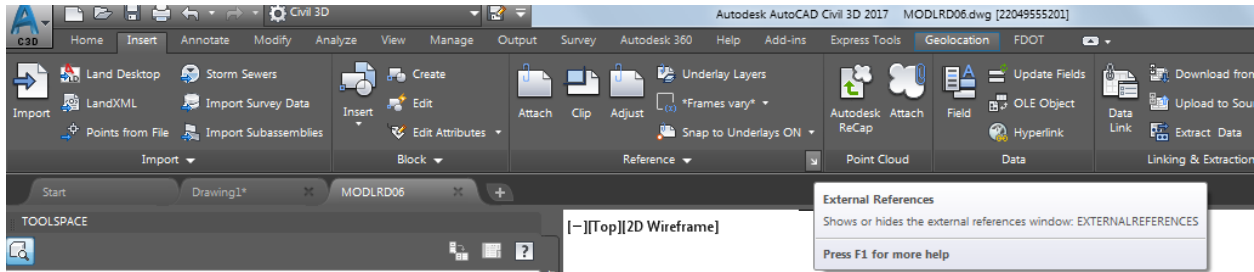 Civil 3D
Autodesk AutoCAD Civil 3D 2017 MODLRD06.dwg [22049555201]
C3D
Home Insert Annotate Modify Analyze View Manage Output Survey Autodesk 360 Help Add-ins Express Tools Geolocation FDOT
Land Desktop Storm Sewers Create Underlay Layers Update Fields Download from
LandXML Import Survey Data Edit *Frames vary* OLE Object Upload to Sou
Import Insert Attach Clip Adjust Autodesk ReCap Attach Field Data Link
Points from File Import Subassemblies Edit Attributes Snap to Underlays ON Hyperlink Extract Data
Import Block Reference Point Cloud Data Linking & Extraction
Start Drawing1* MODLRD06
TOOLSPACE
[−][Top][2D Wireframe]
External References
Shows or hides the external references window: EXTERNALREFERENCES
Press F1 for more help